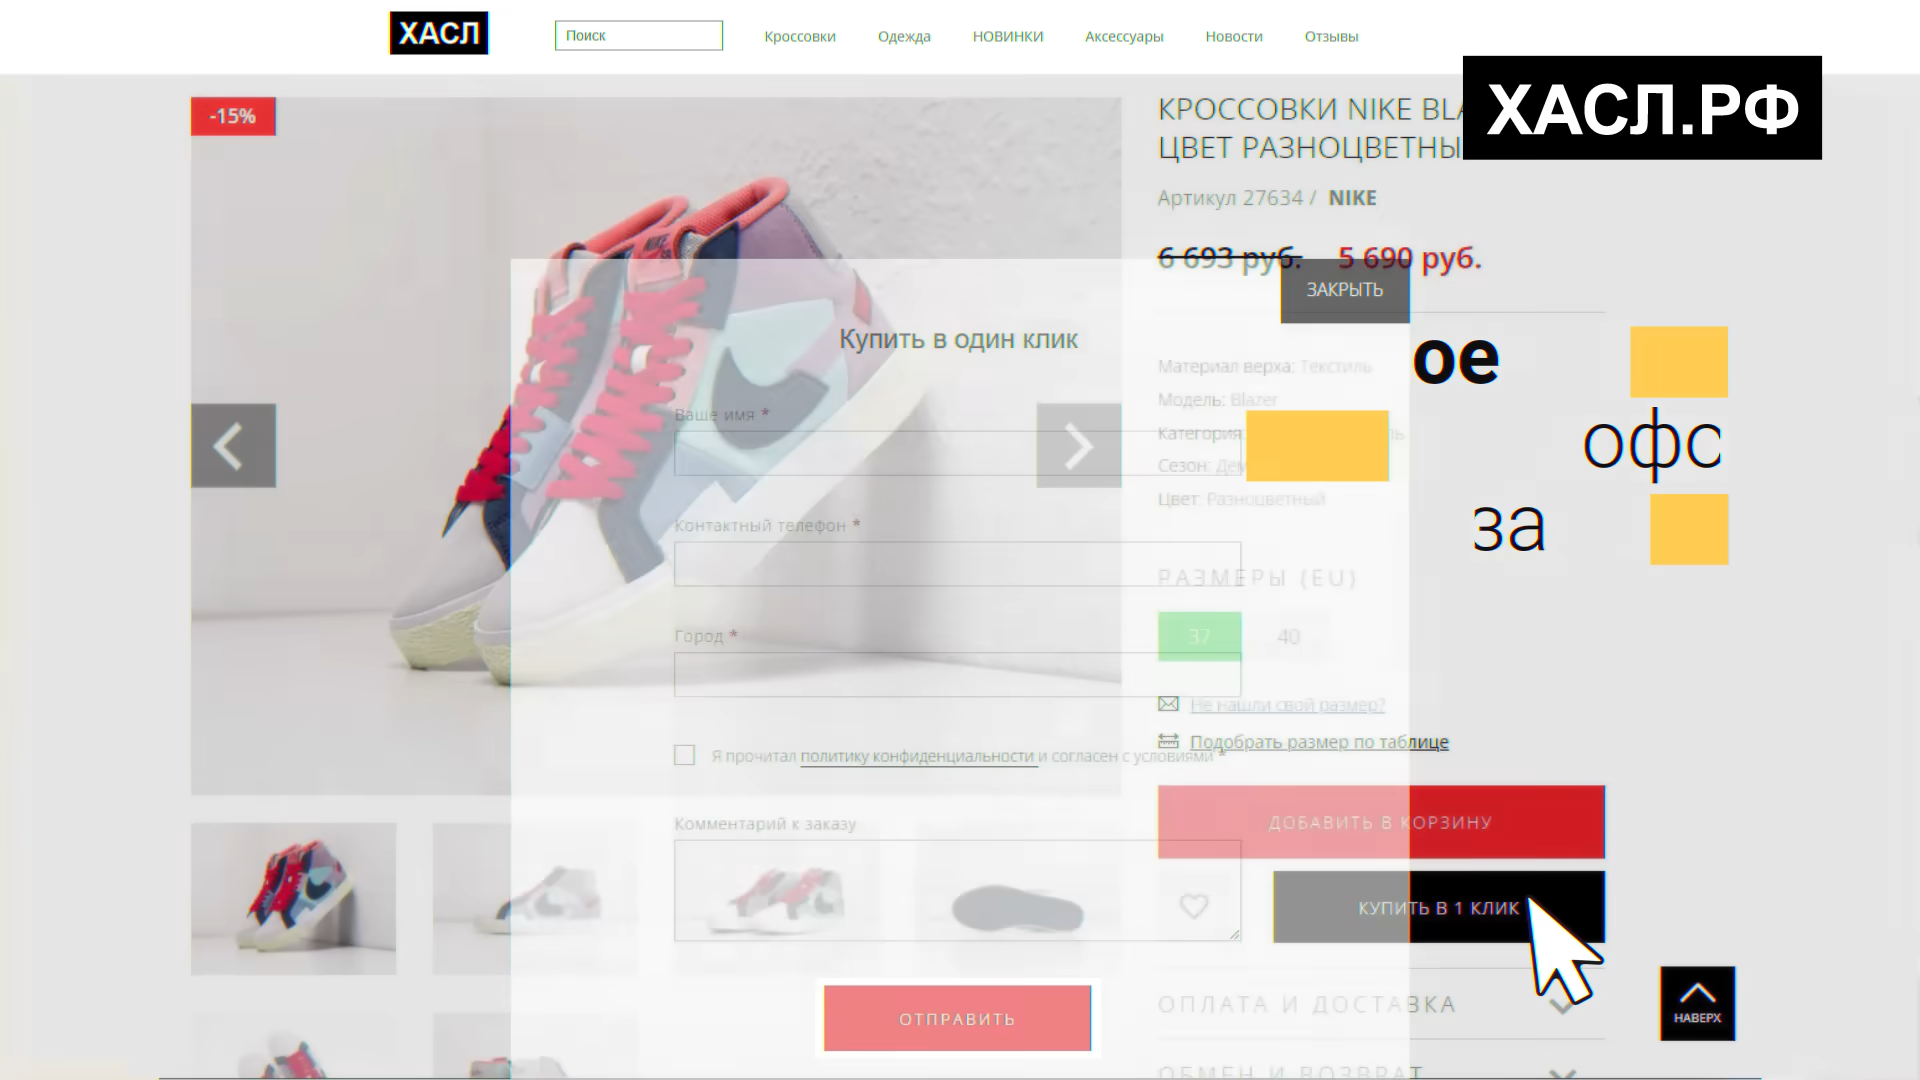 ХАСЛ
Поиск
Кроссовки
Одежда
НОВИНКИ
Аксессуары
Новости
Отзывы
ХАСЛ.РФ
-15%
КРОССОВКИ NIKE
ЦВЕТ РАЗНОЦВЕТНЫ
Артикул 27634 / NIKE
6 693 руб. 5 690 руб.
ЗАКРЫТЬ
Купить в один клик
Материал верха: Текстиль
Модель: Blazer
Категория:
Сезон:
Цвет: Разноцветный
ое
офо
за
Ваше имя *
Контактный телефон *
Город *
Я прочитал политику конфиденциальности и согласен с условиями *
Комментарий к заказу
ОТПРАВИТЬ
РАЗМЕРЫ (EU)
37
40
Не нашли свой размер?
Подобрать размер по таблице
ДОБАВИТЬ В КОРЗИНУ
КУПИТЬ В 1 КЛИК
ОПЛАТА И ДОСТАВКА
ОБМЕН И ВОЗВРАТ
НАВЕРХ